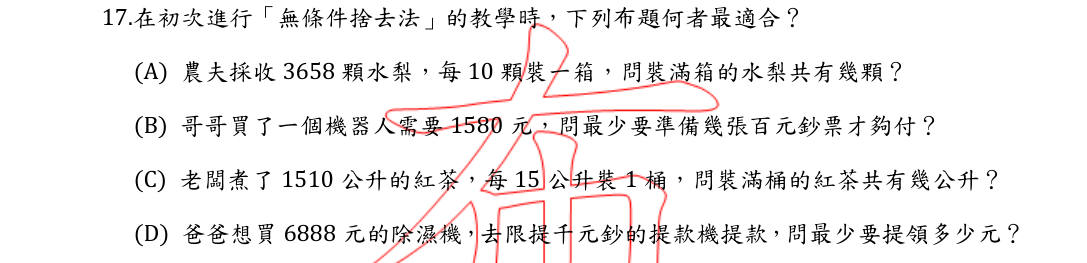 17.在初次進行「無條件捨去法」的教學時，下列布題何者最適合？
(A) 農夫採收 3658 顆水梨，每 10 顆裝一箱，問裝滿箱的水梨共有幾顆？
(B) 哥哥買了一個機器人需要 1580 元，問最少要準備幾張百元鈔票才夠付？
(C) 老闆煮了 1510 公升的紅茶，每 15 公升裝 1 桶，問裝滿桶的紅茶共有幾公升？
(D) 爸爸想買 6888 元的除濕機，去限提千元鈔的提款機提款，問最少要提領多少元？